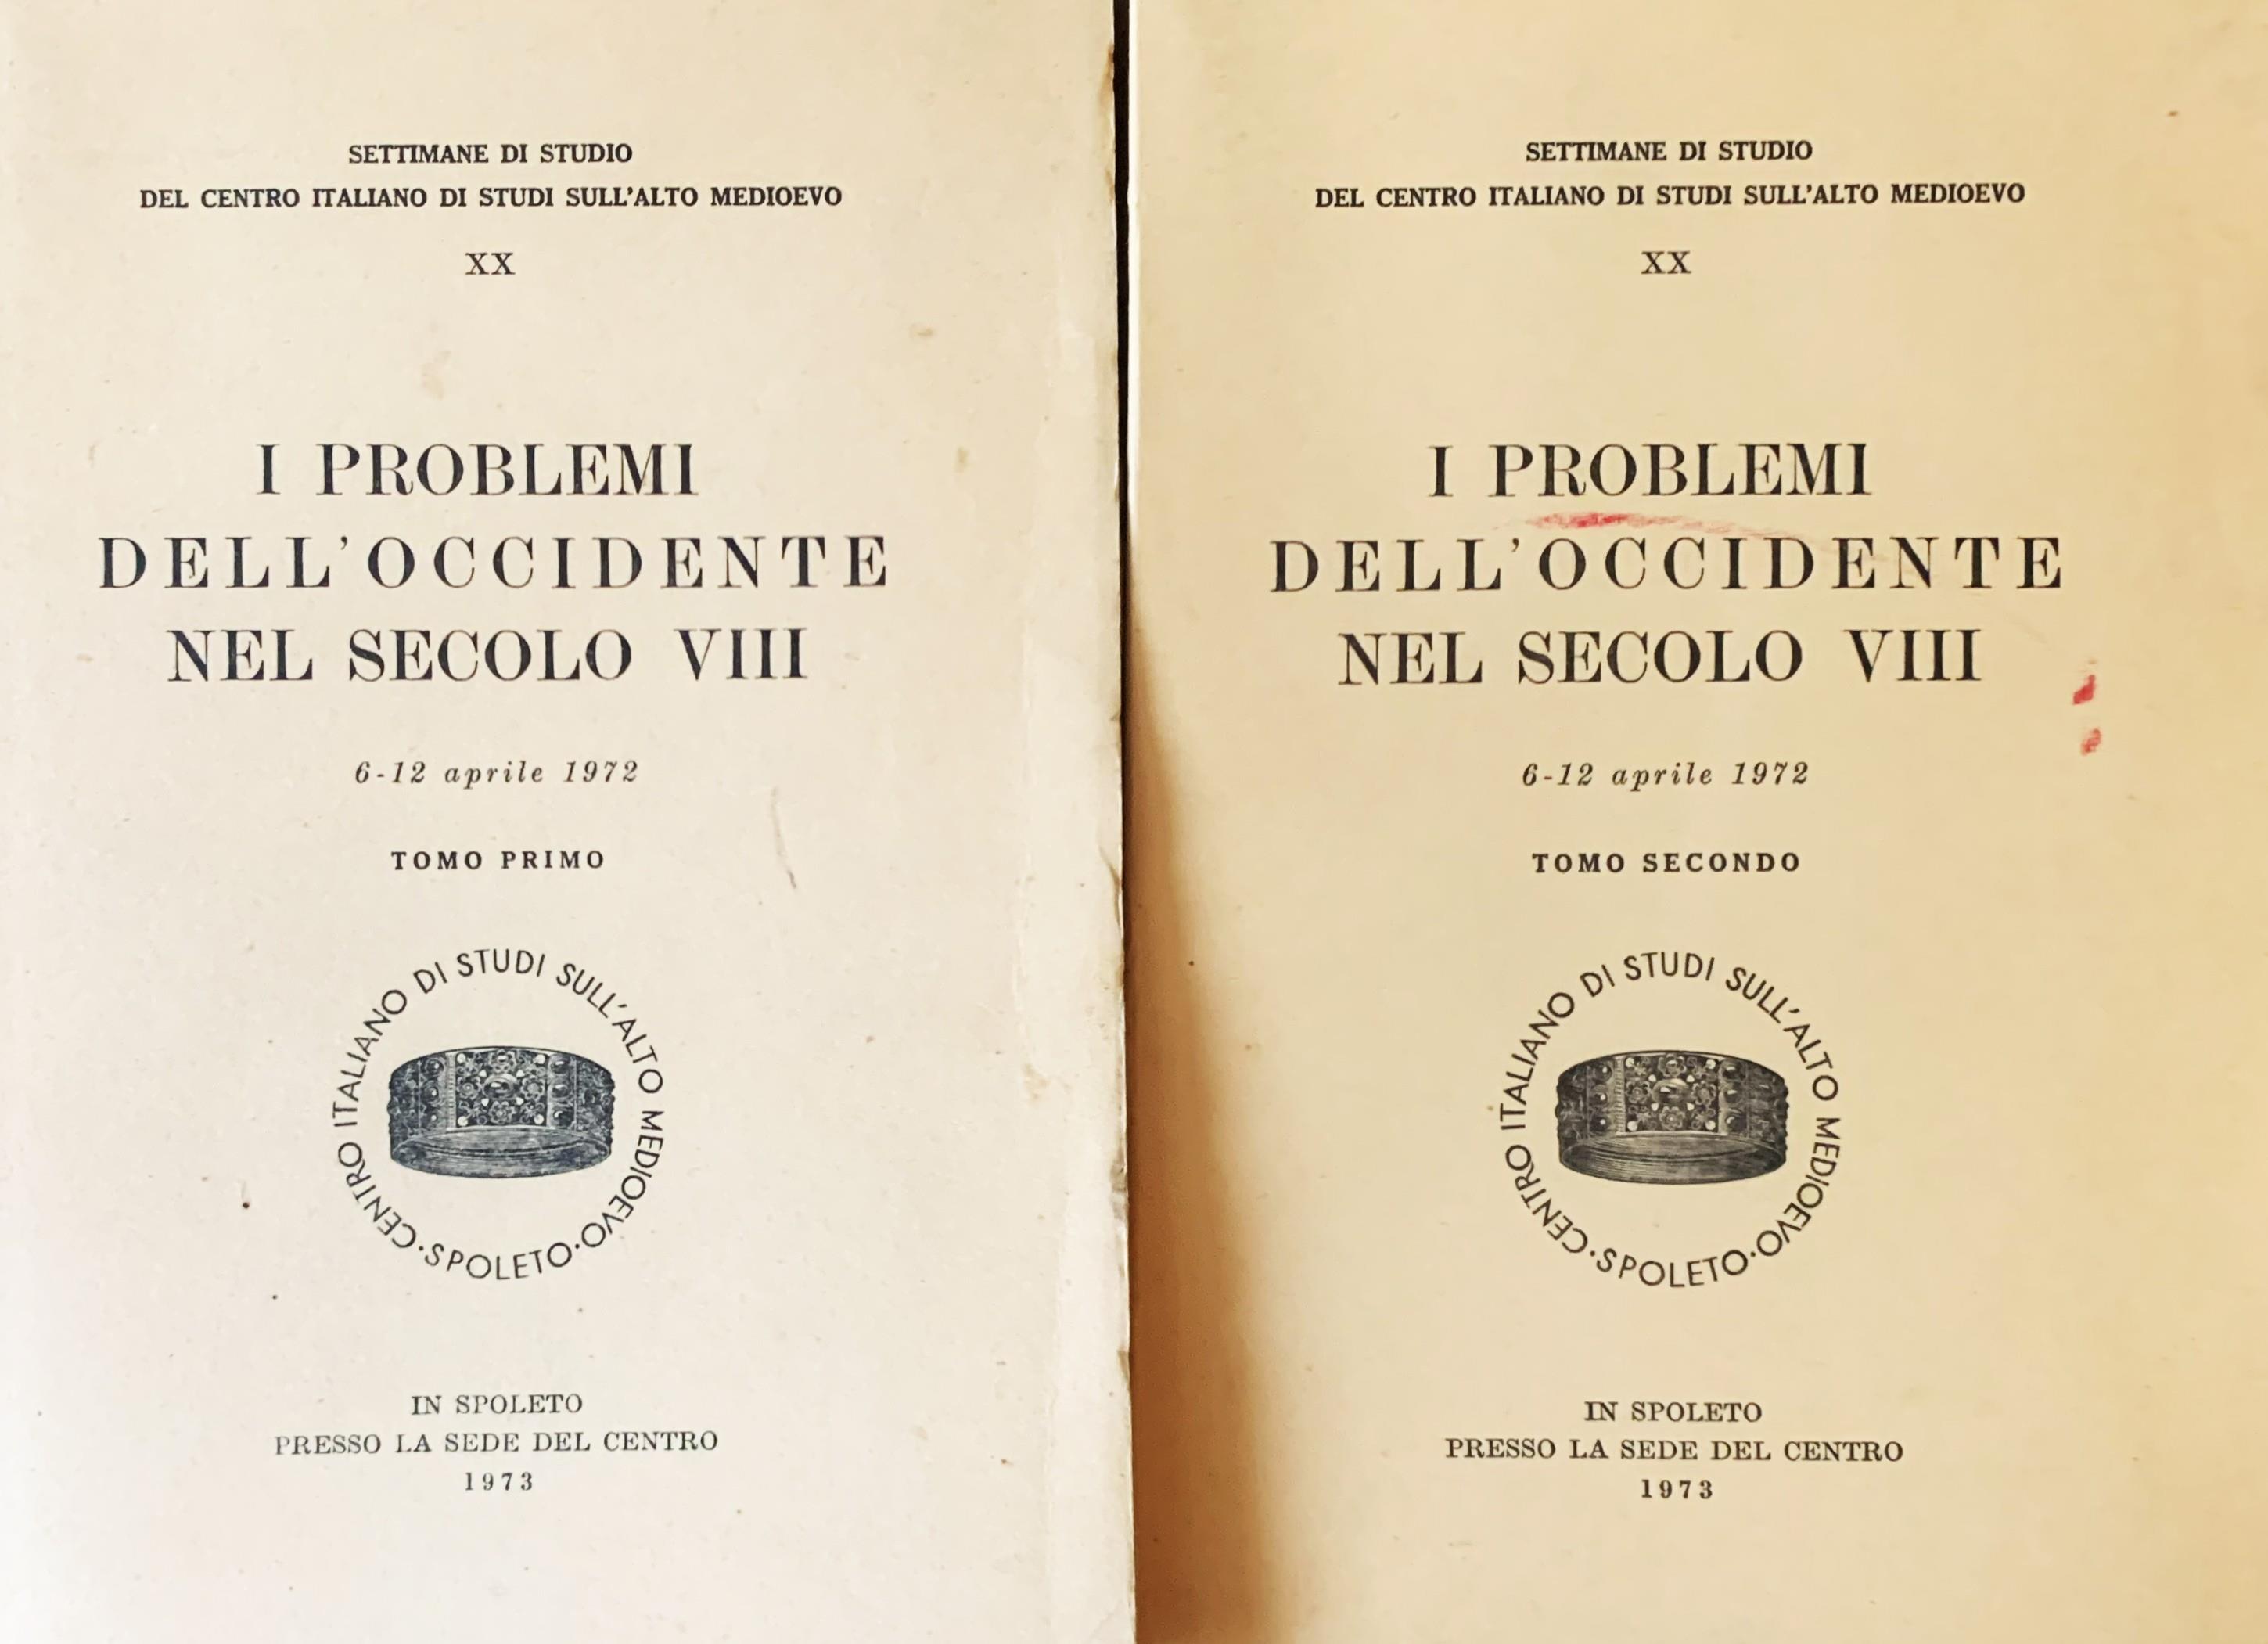 SETTIMANE DI STUDIO
DEL CENTRO ITALIANO DI STUDI SULL'ALTO MEDIOEVO
XX
I PROBLEMI
DELL'OCCIDENTE
NEL SECOLO VIII
6-12 aprile 1972
TOMO PRIMO
CENTRO ITALIANO DI STUDI SULL'ALTO MEDIOEVO · SPOLETO ·
IN SPOLETO
PRESSO LA SEDE DEL CENTRO
1973
SETTIMANE DI STUDIO
DEL CENTRO ITALIANO DI STUDI SULL'ALTO MEDIOEVO
XX
I PROBLEMI
DELL'OCCIDENTE
NEL SECOLO VIII
6-12 aprile 1972
TOMO SECONDO
CENTRO ITALIANO DI STUDI SULL'ALTO MEDIOEVO · SPOLETO ·
IN SPOLETO
PRESSO LA SEDE DEL CENTRO
1973